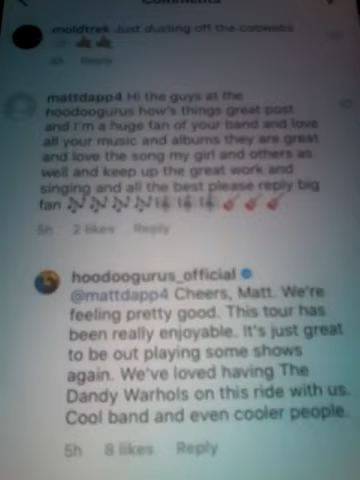 Comments
moldtrek Just dusting off the cobwebs
4h Reply
mattdapp4 Hi the guys at the
hoodoogurus how's things great post
and I'm a huge fan of your band and love
all your music and albums they are great
and love the song my girl and others as
well and keep up the great work and
singing and all the best please reply big
fan 🎶🎶🎶🎶🎼🎼🎼🎸🎸🎸
5h 2 likes Reply
hoodoogurus_official
@mattdapp4 Cheers, Matt. We're
feeling pretty good. This tour has
been really enjoyable. It's just great
to be out playing some shows
again. We've loved having The
Dandy Warhols on this ride with us.
Cool band and even cooler people.
5h 8 likes Reply